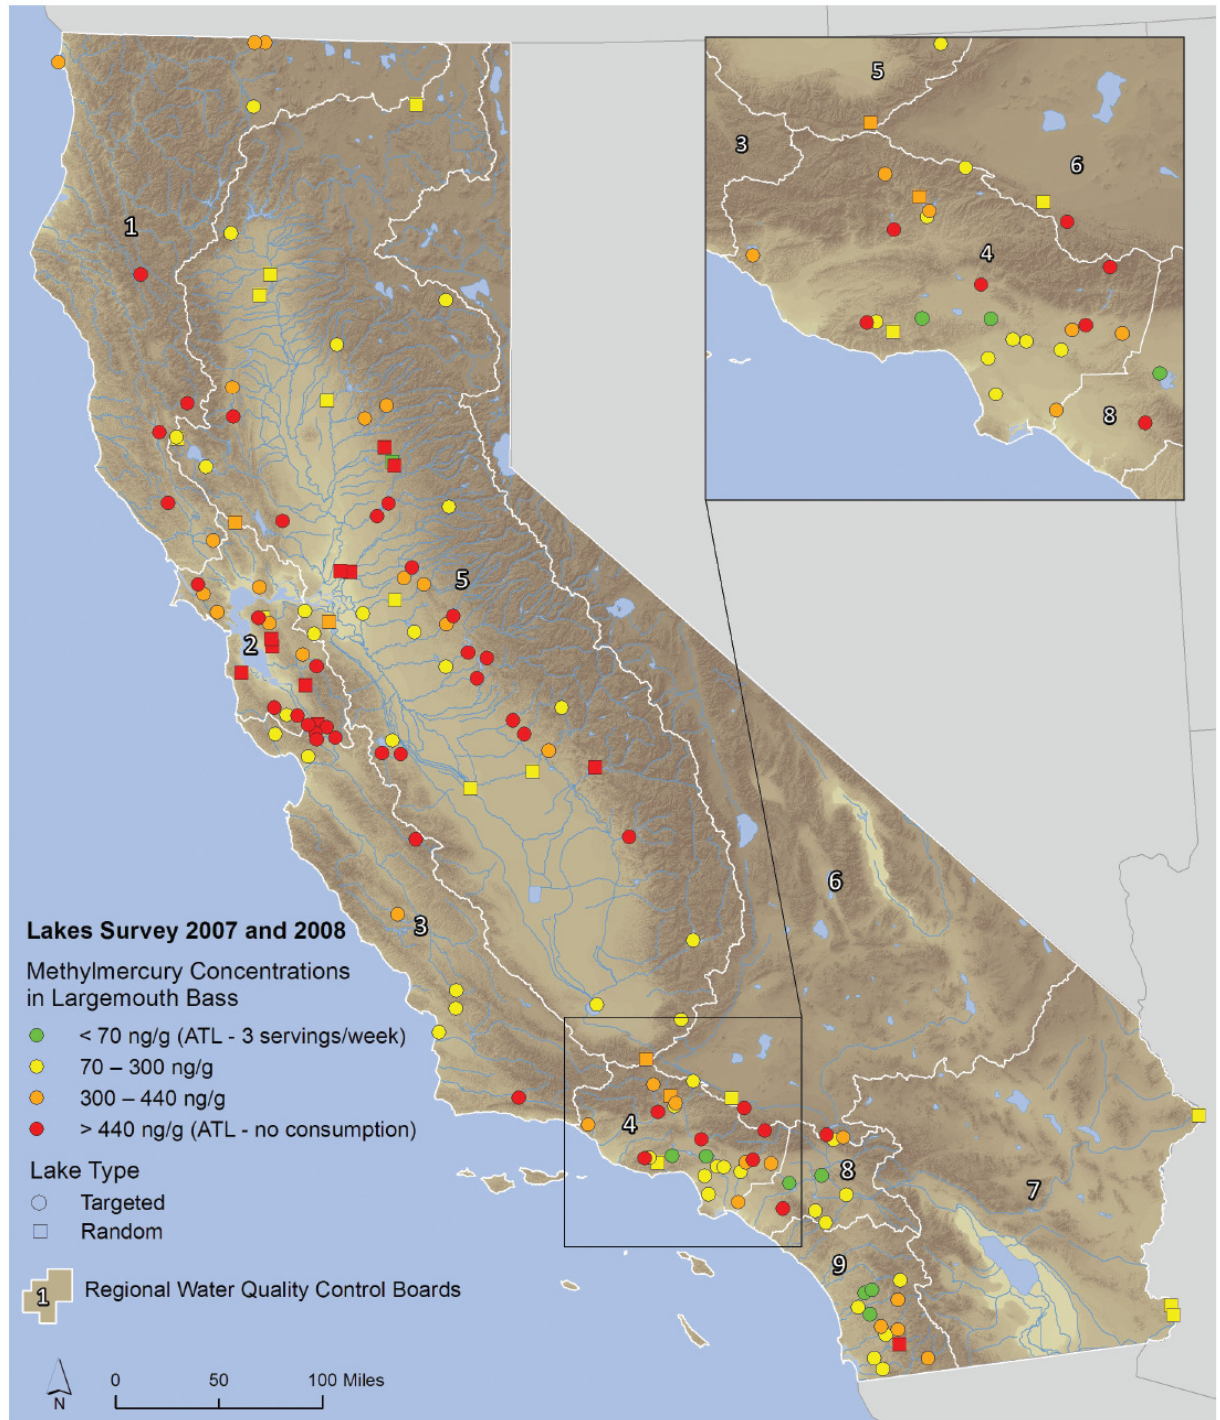 5
3
6
4
8
1
5
2
6
3
4
8
7
9
Lakes Survey 2007 and 2008
Methylmercury Concentrations
in Largemouth Bass
< 70 ng/g (ATL - 3 servings/week)
70 – 300 ng/g
300 – 440 ng/g
> 440 ng/g (ATL - no consumption)
Lake Type
Targeted
Random
1
Regional Water Quality Control Boards
N
0 50 100 Miles